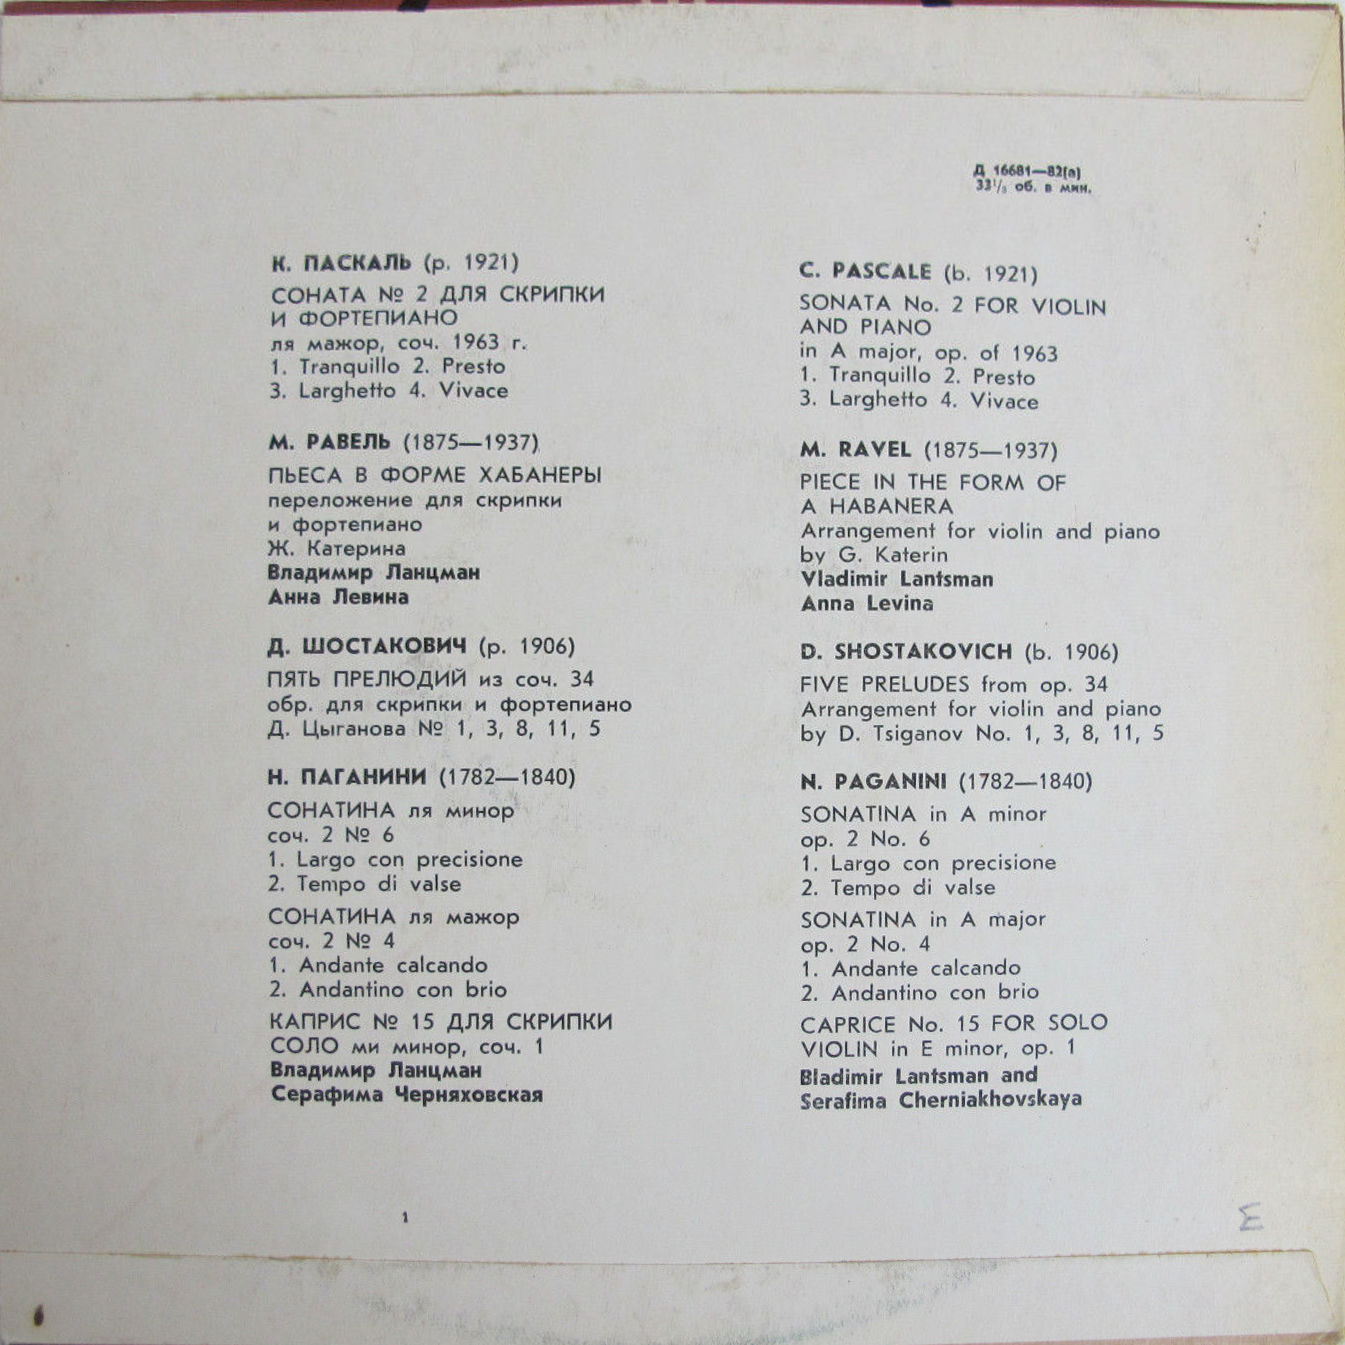 Д 16681—82(а)
33⅓ об. в мин.
К. ПАСКАЛЬ (р. 1921)
СОНАТА № 2 ДЛЯ СКРИПКИ
И ФОРТЕПИАНО
ля мажор, соч. 1963 г.
1. Tranquillo 2. Presto
3. Larghetto 4. Vivace
М. РАВЕЛЬ (1875—1937)
ПЬЕСА В ФОРМЕ ХАБАНЕРЫ
переложение для скрипки
и фортепиано
Ж. Катерина
Владимир Ланцман
Анна Левина
Д. ШОСТАКОВИЧ (р. 1906)
ПЯТЬ ПРЕЛЮДИЙ из соч. 34
обр. для скрипки и фортепиано
Д. Цыганова № 1, 3, 8, 11, 5
Н. ПАГАНИНИ (1782—1840)
СОНАТИНА ля минор
соч. 2 № 6
1. Largo con precisione
2. Tempo di valse
СОНАТИНА ля мажор
соч. 2 № 4
1. Andante calcando
2. Andantino con brio
КАПРИС № 15 ДЛЯ СКРИПКИ
СОЛО ми минор, соч. 1
Владимир Ланцман
Серафима Черняховская
C. PASCALE (b. 1921)
SONATA No. 2 FOR VIOLIN
AND PIANO
in A major, op. of 1963
1. Tranquillo 2. Presto
3. Larghetto 4. Vivace
M. RAVEL (1875—1937)
PIECE IN THE FORM OF
A HABANERA
Arrangement for violin and piano
by G. Katerin
Vladimir Lantsman
Anna Levina
D. SHOSTAKOVICH (b. 1906)
FIVE PRELUDES from op. 34
Arrangement for violin and piano
by D. Tsiganov No. 1, 3, 8, 11, 5
N. PAGANINI (1782—1840)
SONATINA in A minor
op. 2 No. 6
1. Largo con precisione
2. Tempo di valse
SONATINA in A major
op. 2 No. 4
1. Andante calcando
2. Andantino con brio
CAPRICE No. 15 FOR SOLO
VIOLIN in E minor, op. 1
Bladimir Lantsman and
Serafima Cherniakhovskaya
1